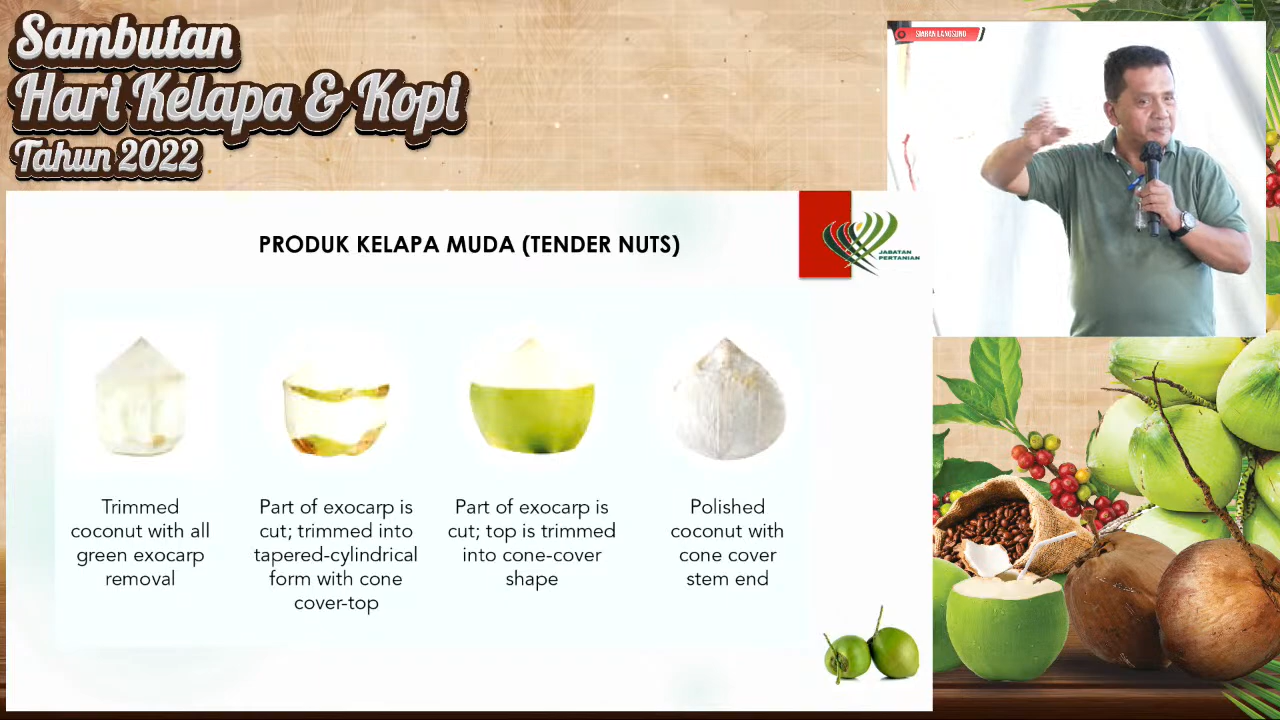 Sambutan
Hari Kelapa & Kopi
Tahun 2022
SIARAN LANGSUNG
PRODUK KELAPA MUDA (TENDER NUTS)
JABATAN
PERTANIAN
Trimmed
coconut with all
green exocarp
removal
Part of exocarp is
cut; trimmed into
tapered-cylindrical
form with cone
cover-top
Part of exocarp is
cut; top is trimmed
into cone-cover
shape
Polished
coconut with
cone cover
stem end